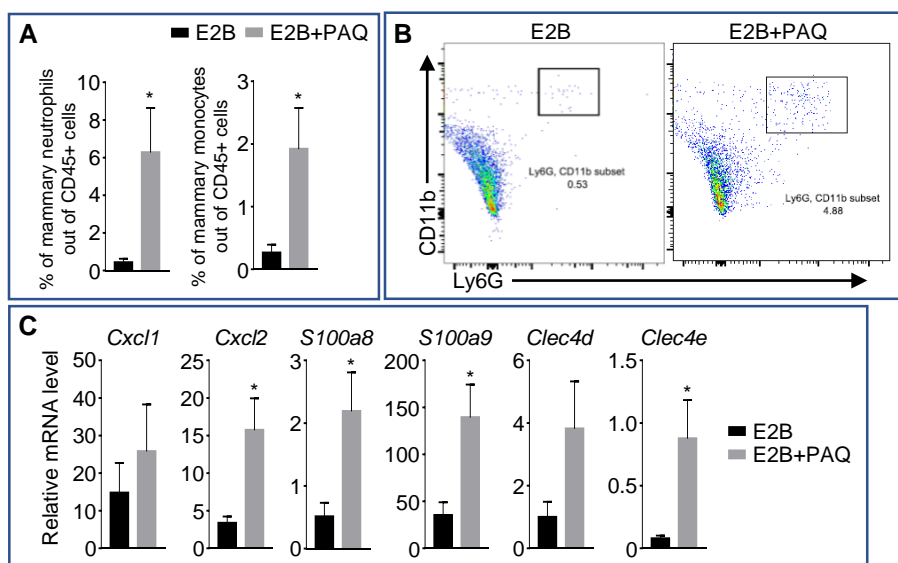 A
E2B E2B+PAQ
% of mammary neutrophils
out of CD45+ cells
10
8
6
4
2
0
*
% of mammary monocytes
out of CD45+ cells
3
2
1
0
*
B
E2B
E2B+PAQ
CD11b
Ly6G, CD11b subset
0.53
Ly6G, CD11b subset
4.88
Ly6G
C
Relative mRNA level
Cxcl1
50
40
30
20
10
0
Cxcl2
25
20
15
10
5
0
*
S100a8
3
2
1
0
*
S100a9
200
150
100
50
0
*
Clec4d
6
4
2
0
Clec4e
1.5
1.0
0.5
0.0
*
E2B
E2B+PAQ